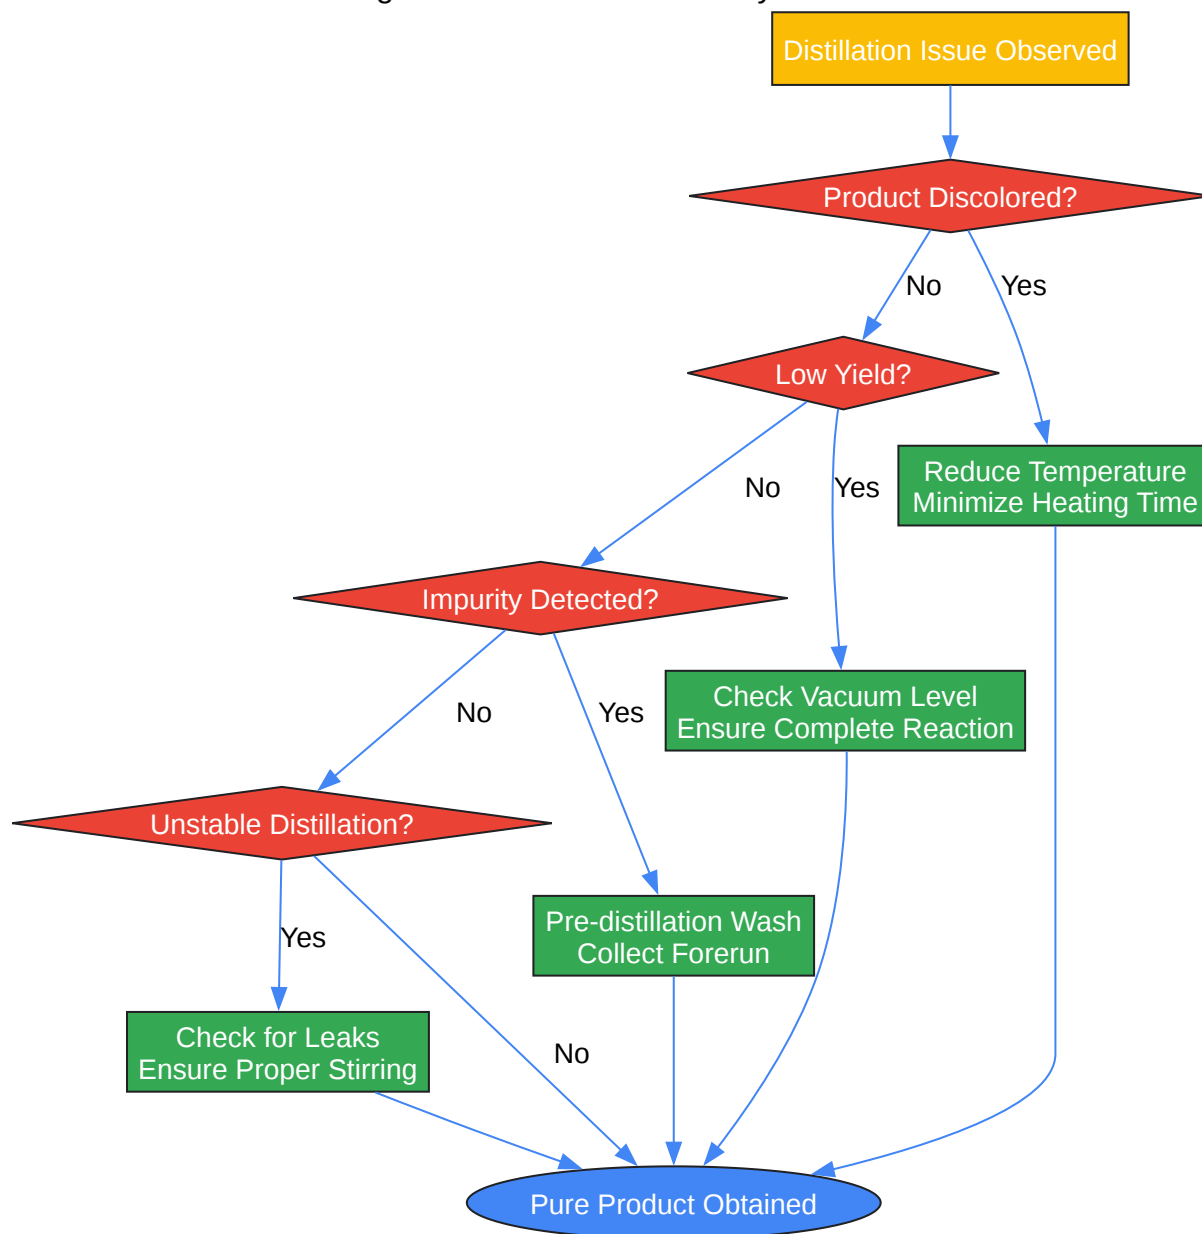 Distillation Issue Observed
Product Discolored?
No
Yes
Low Yield?
No
Yes
Reduce Temperature
Minimize Heating Time
Impurity Detected?
No
Yes
Check Vacuum Level
Ensure Complete Reaction
Unstable Distillation?
Yes
No
Pre-distillation Wash
Collect Forerun
Check for Leaks
Ensure Proper Stirring
Pure Product Obtained